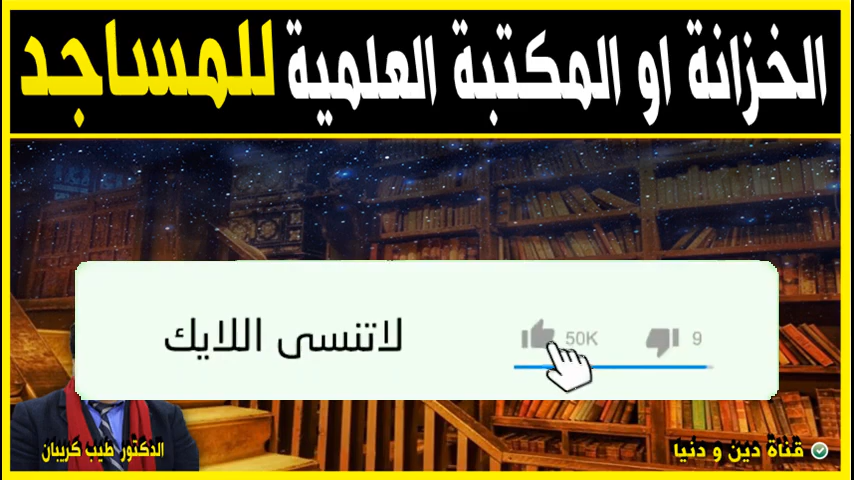 الخزانة او المكتبة العلمية للمساجد
لاتنسى اللايك
50K 9
الدكتور طيب كريبان
قناة دين و دنيا